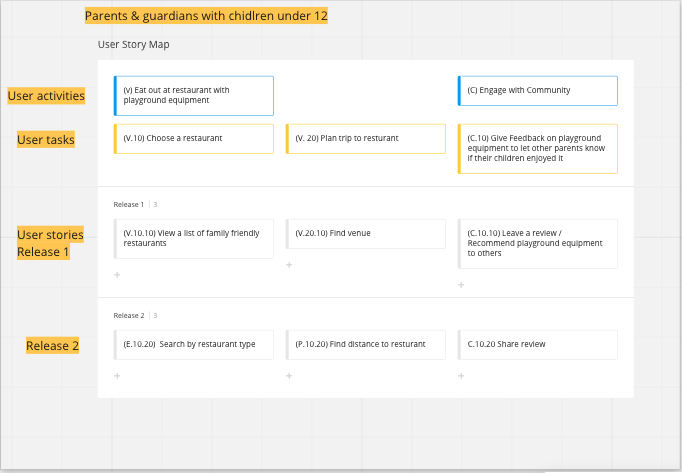 Parents & guardians with chidlren under 12
User Story Map
User activities
(v) Eat out at restaurant with
playground equipment
(C) Engage with Community
User tasks
(V.10) Choose a restaurant
(V. 20) Plan trip to resturant
(C.10) Give Feedback on playground
equipment to let other parents know
if their children enjoyed it
Release 1 3
User stories
Release 1
(V.10.10) View a list of family friendly
restaurants
(V.20.10) Find venue
(C.10.10) Leave a review /
Recommend playground equipment
to others
Release 2 3
Release 2
(E.10.20) Search by restaurant type
(P.10.20) Find distance to resturant
C.10.20 Share review